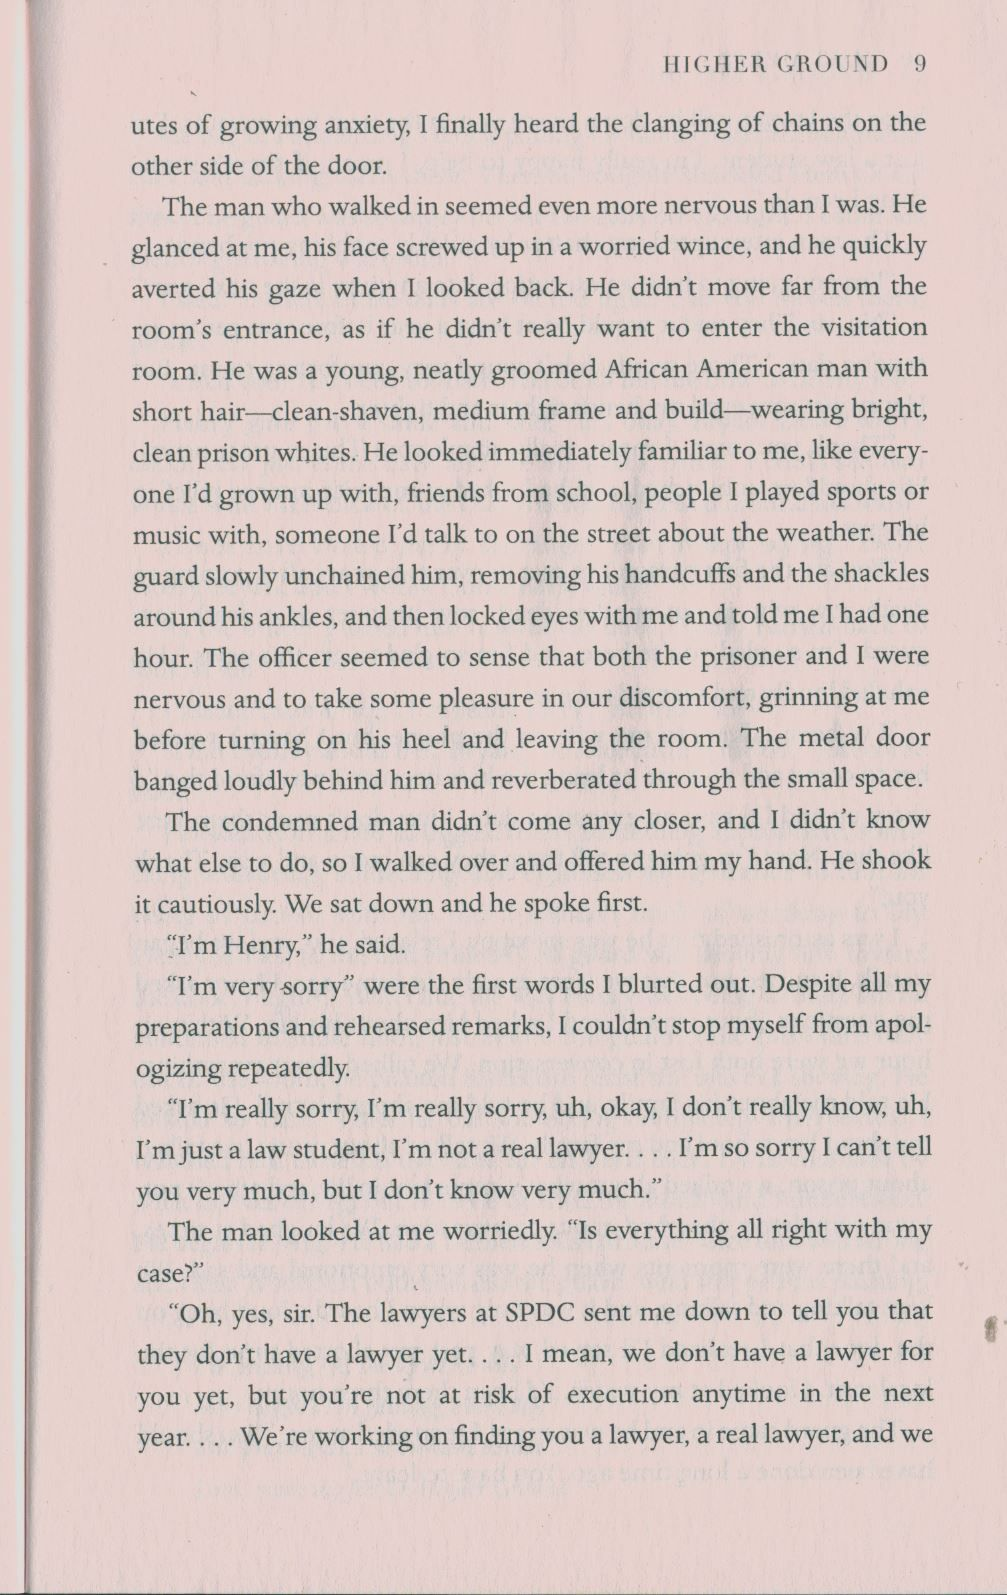 HIGHER GROUND 9
utes of growing anxiety, I finally heard the clanging of chains on the
other side of the door.
The man who walked in seemed even more nervous than I was. He
glanced at me, his face screwed up in a worried wince, and he quickly
averted his gaze when I looked back. He didn’t move far from the
room’s entrance, as if he didn’t really want to enter the visitation
room. He was a young, neatly groomed African American man with
short hair—clean-shaven, medium frame and build—wearing bright,
clean prison whites. He looked immediately familiar to me, like every-
one I’d grown up with, friends from school, people I played sports or
music with, someone I’d talk to on the street about the weather. The
guard slowly unchained him, removing his handcuffs and the shackles
around his ankles, and then locked eyes with me and told me I had one
hour. The officer seemed to sense that both the prisoner and I were
nervous and to take some pleasure in our discomfort, grinning at me
before turning on his heel and leaving the room. The metal door
banged loudly behind him and reverberated through the small space.
The condemned man didn’t come any closer, and I didn’t know
what else to do, so I walked over and offered him my hand. He shook
it cautiously. We sat down and he spoke first.
“I’m Henry,” he said.
“I’m very sorry” were the first words I blurted out. Despite all my
preparations and rehearsed remarks, I couldn’t stop myself from apol-
ogizing repeatedly.
“I’m really sorry, I’m really sorry, uh, okay, I don’t really know, uh,
I’m just a law student, I’m not a real lawyer. . . . I’m so sorry I can’t tell
you very much, but I don’t know very much.”
The man looked at me worriedly. “Is everything all right with my
case?”
“Oh, yes, sir. The lawyers at SPDC sent me down to tell you that
they don’t have a lawyer yet. . . . I mean, we don’t have a lawyer for
you yet, but you’re not at risk of execution anytime in the next
year. . . . We’re working on finding you a lawyer, a real lawyer, and we